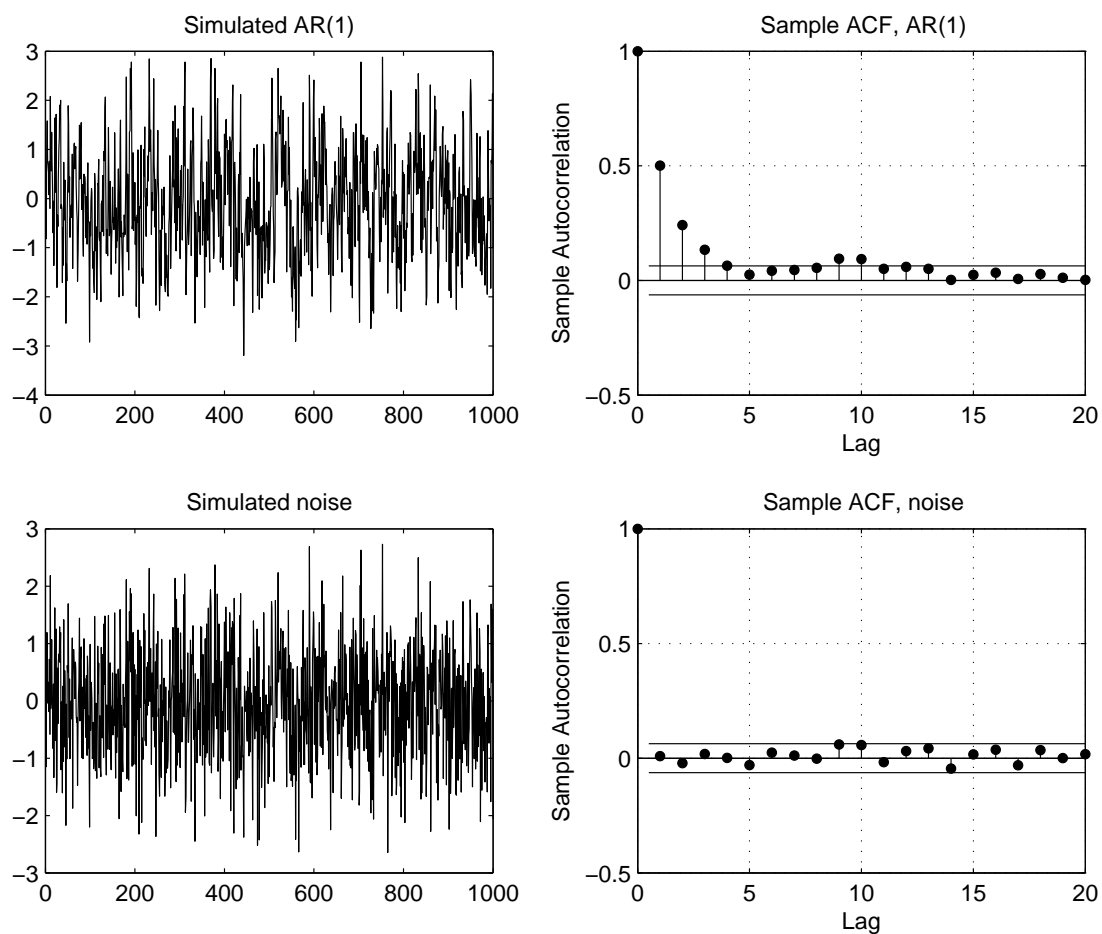 Simulated AR(1)
3
2
1
0
−1
−2
−3
−4
0 200 400 600 800 1000
Sample ACF, AR(1)
Sample Autocorrelation
1
0.5
0
−0.5
0 5 10 15 20
Lag
Simulated noise
3
2
1
0
−1
−2
−3
0 200 400 600 800 1000
Sample ACF, noise
Sample Autocorrelation
1
0.5
0
−0.5
0 5 10 15 20
Lag